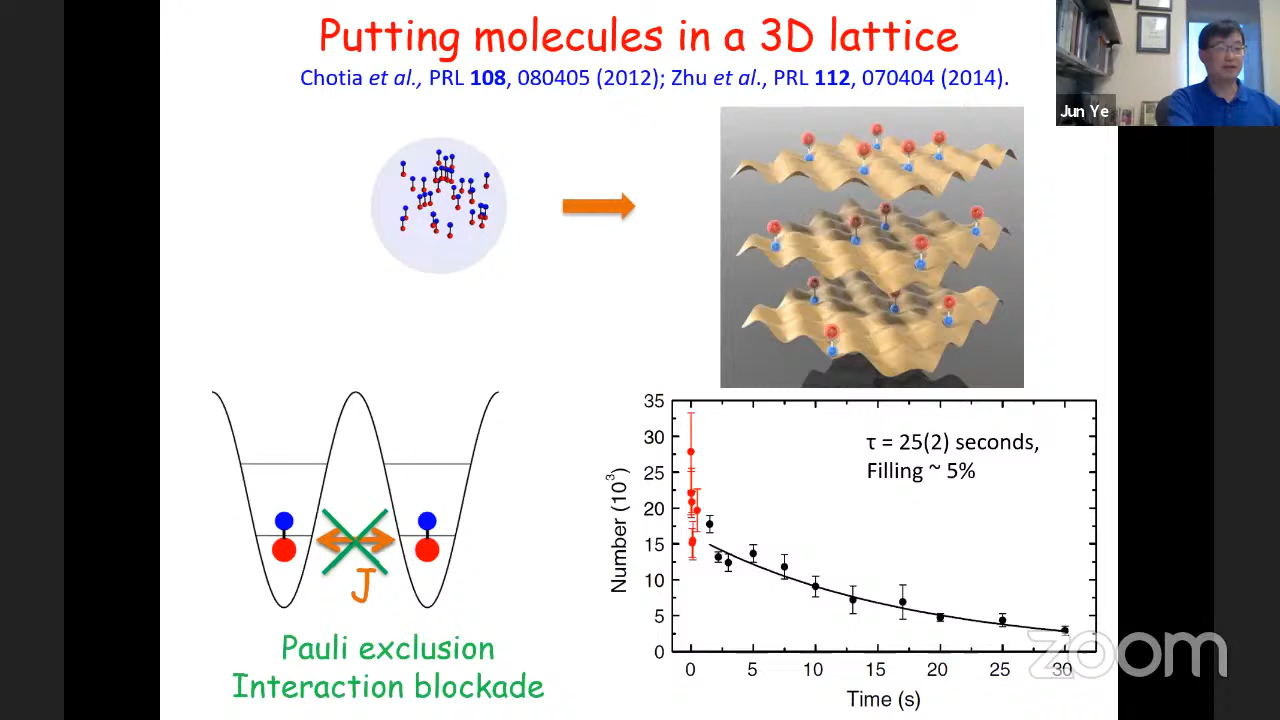 Putting molecules in a 3D lattice
Chotia et al., PRL 108, 080405 (2012); Zhu et al., PRL 112, 070404 (2014).
Jun Ye
J
Pauli exclusion
Interaction blockade
τ = 25(2) seconds,
Filling ~ 5%
Number (10³)
35
30
25
20
15
10
5
0
0 5 10 15 20 25 30
Time (s)
zoom